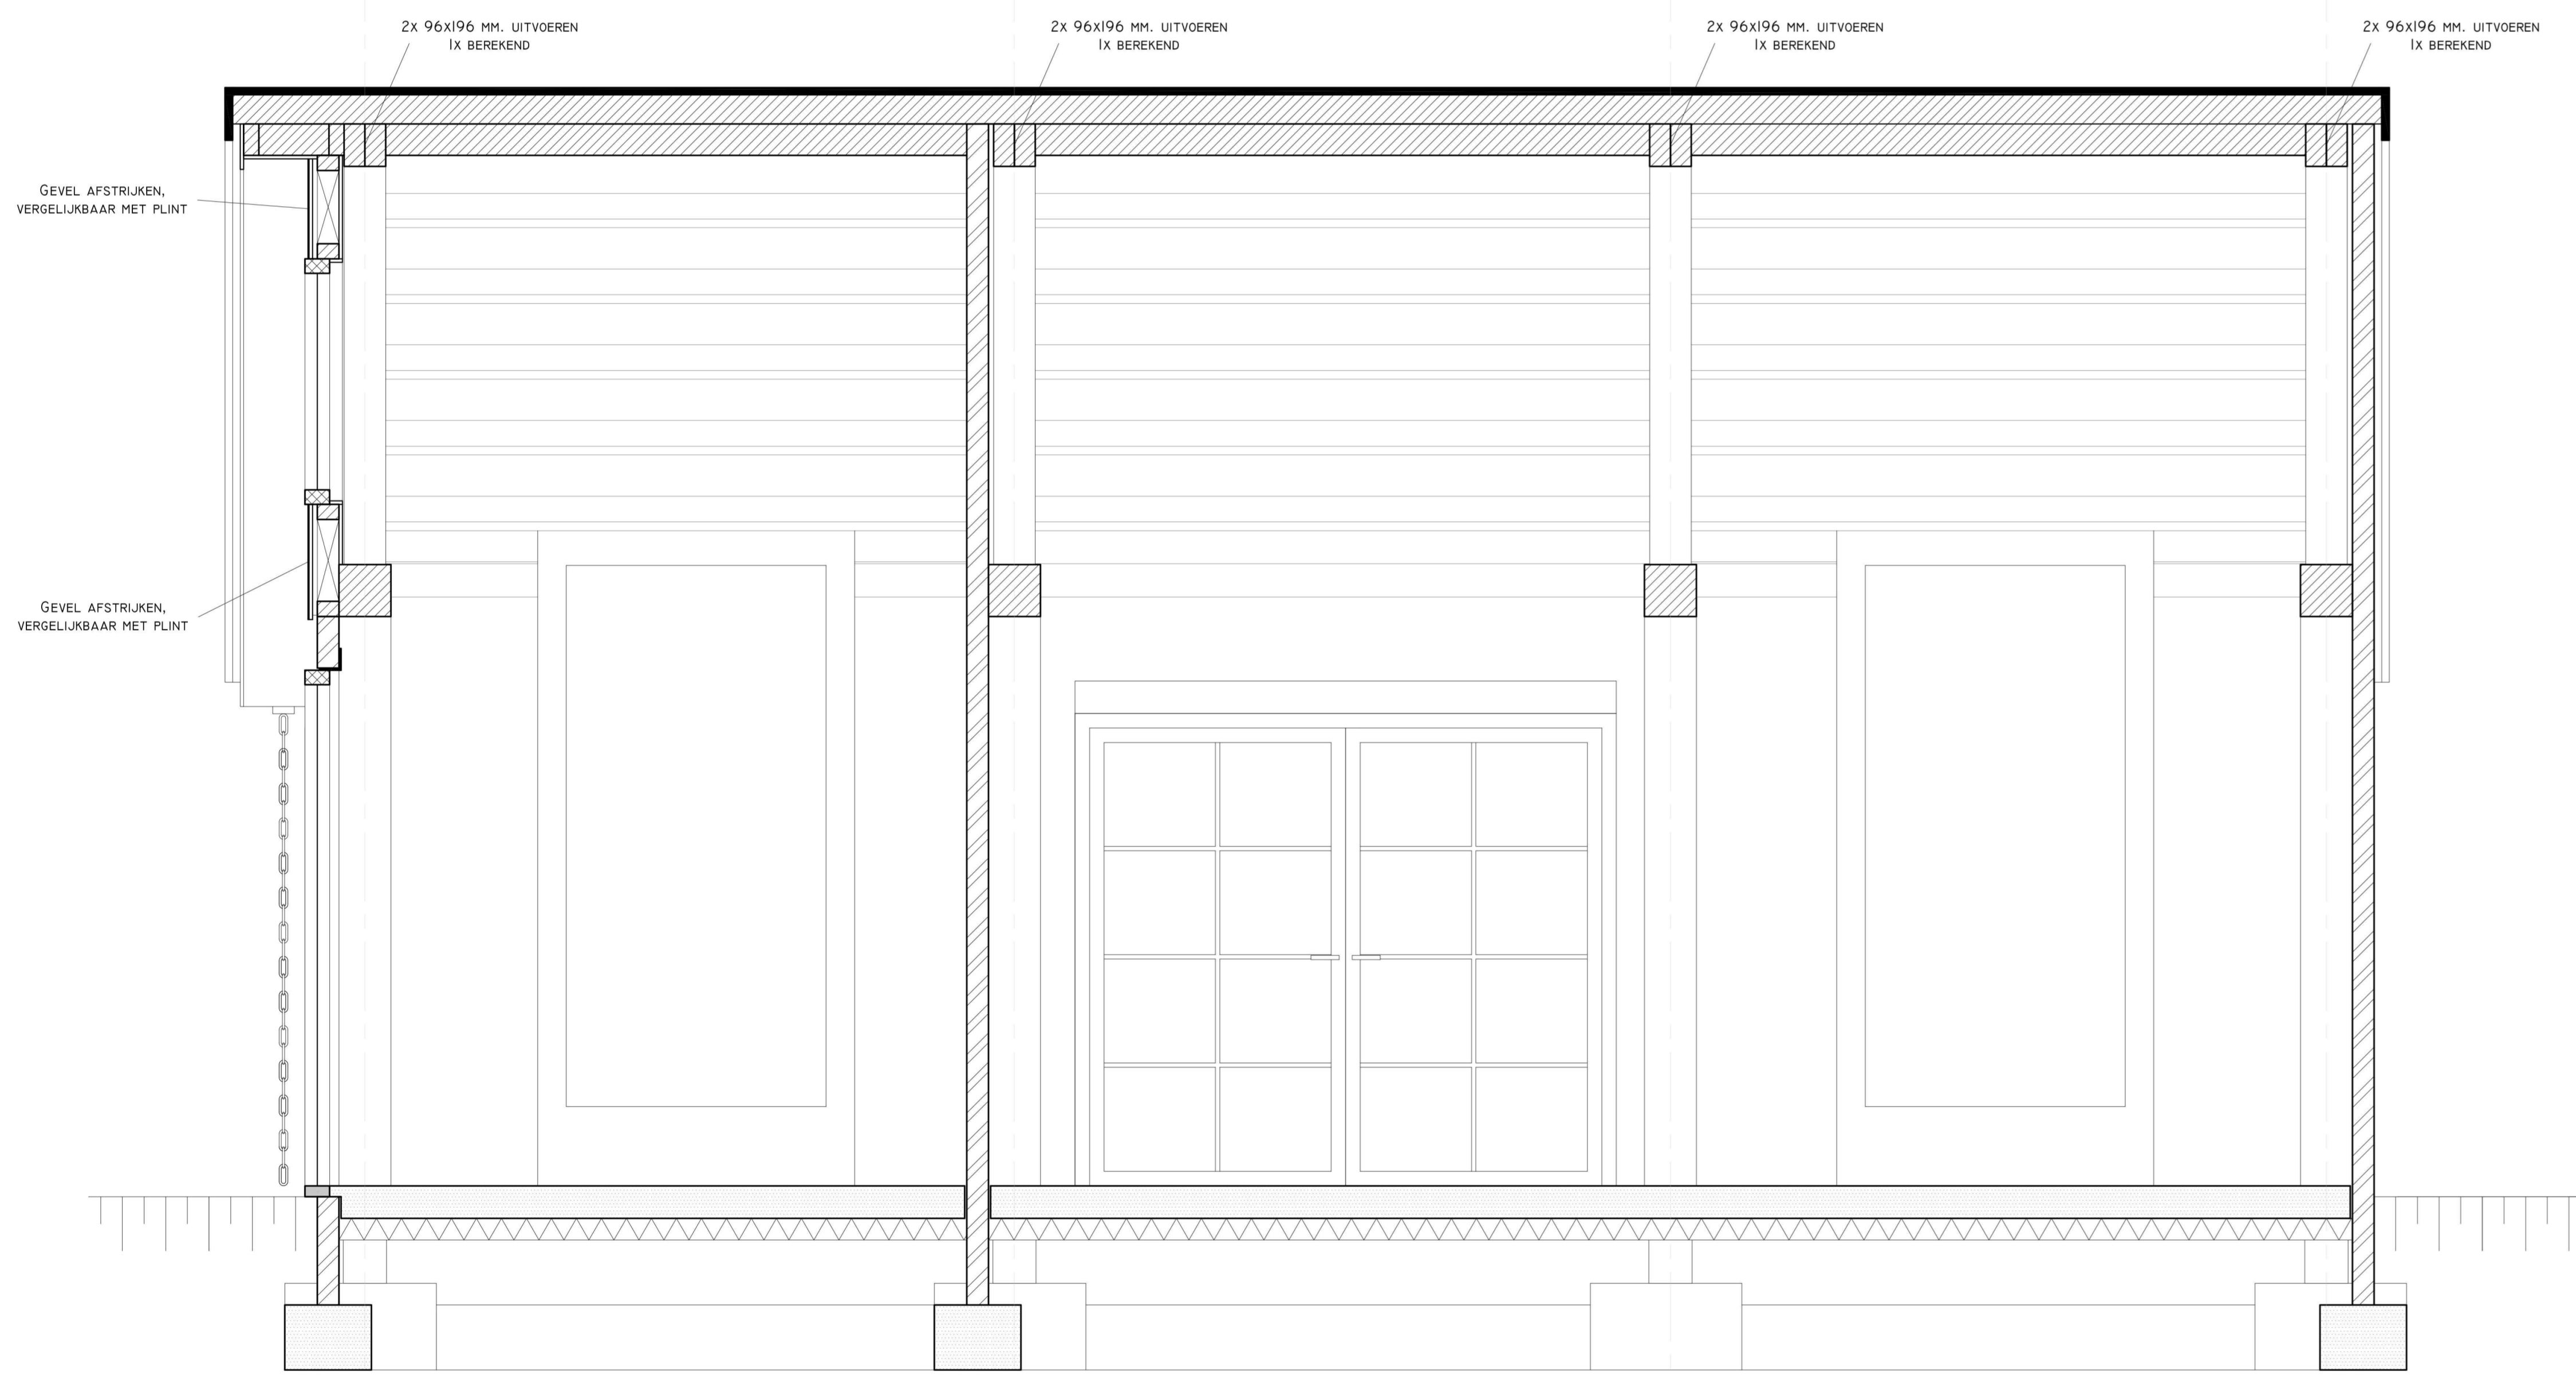 2x 96x196 mm. uitvoeren
1x berekend
2x 96x196 mm. uitvoeren
1x berekend
2x 96x196 mm. uitvoeren
1x berekend
2x 96x196 mm. uitvoeren
1x berekend
Gevel afstrijken,
vergelijkbaar met plint
Gevel afstrijken,
vergelijkbaar met plint